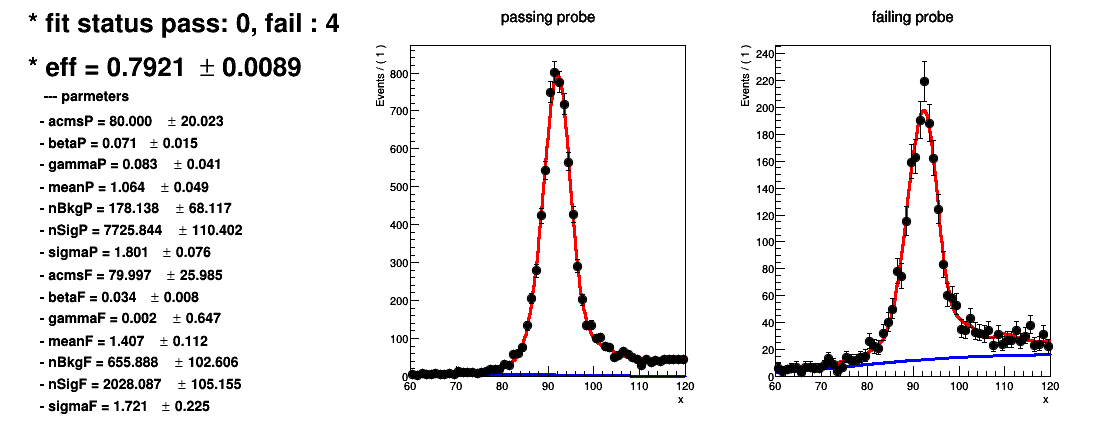 * fit status pass: 0, fail : 4
* eff = 0.7921 ± 0.0089
--- parmeters
- acmsP = 80.000 ± 20.023
- betaP = 0.071 ± 0.015
- gammaP = 0.083 ± 0.041
- meanP = 1.064 ± 0.049
- nBkgP = 178.138 ± 68.117
- nSigP = 7725.844 ± 110.402
- sigmaP = 1.801 ± 0.076
- acmsF = 79.997 ± 25.985
- betaF = 0.034 ± 0.008
- gammaF = 0.002 ± 0.647
- meanF = 1.407 ± 0.112
- nBkgF = 655.888 ± 102.606
- nSigF = 2028.087 ± 105.155
- sigmaF = 1.721 ± 0.225
passing probe
Events / ( 1 )
800
700
600
500
400
300
200
100
0
60 70 80 90 100 110 120
x
failing probe
Events / ( 1 )
240
220
200
180
160
140
120
100
80
60
40
20
0
60 70 80 90 100 110 120
x